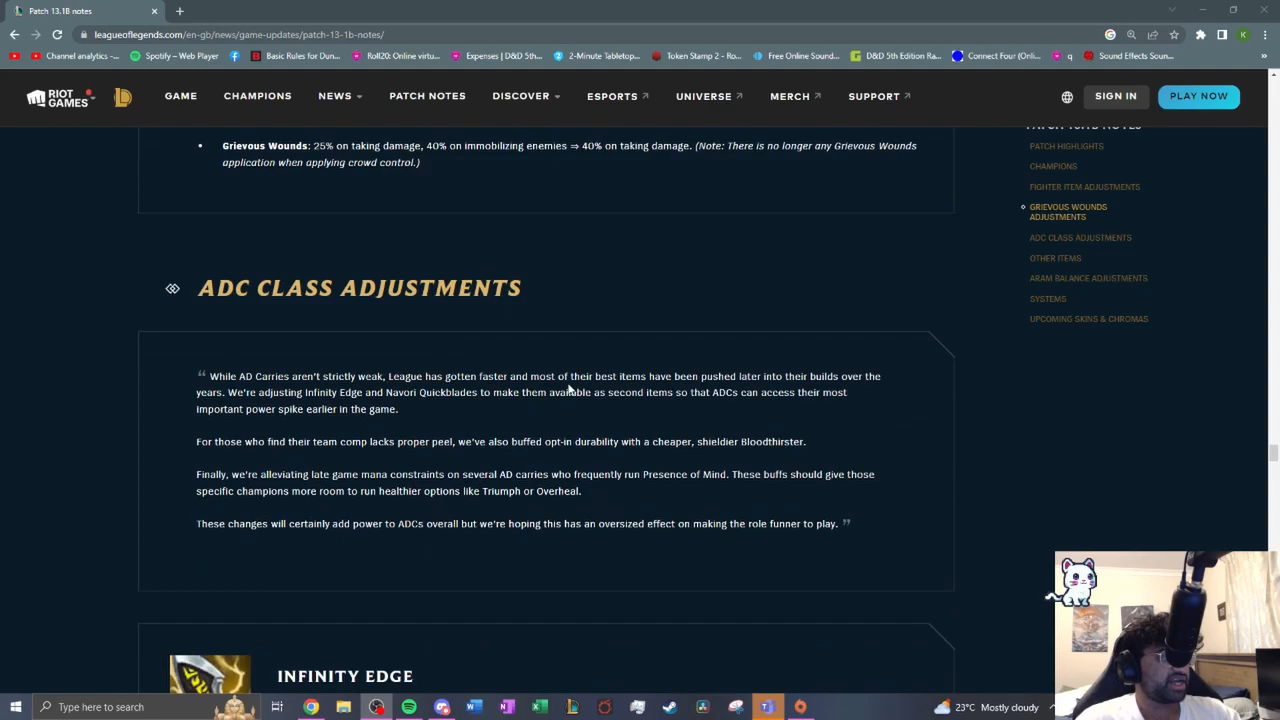 Patch 13.1B notes
leagueoflegends.com/en-gb/news/game-updates/patch-13-1b-notes/
K
Channel analytics -...
Spotify – Web Player
Basic Rules for Dun...
Roll20: Online virtu...
Expenses | D&D 5th...
2-Minute Tabletop...
Token Stamp 2 - Ro...
Free Online Sound...
D&D 5th Edition Ra...
Connect Four (Onli...
q
Sound Effects Soun...
»
RIOT GAMES
GAME
CHAMPIONS
NEWS
PATCH NOTES
DISCOVER
ESPORTS
UNIVERSE
MERCH
SUPPORT
SIGN IN
PLAY NOW
• Grievous Wounds: 25% on taking damage, 40% on immobilizing enemies ⇒ 40% on taking damage. (Note: There is no longer any Grievous Wounds
application when applying crowd control.)
PATCH HIGHLIGHTS
CHAMPIONS
FIGHTER ITEM ADJUSTMENTS
GRIEVOUS WOUNDS
ADJUSTMENTS
ADC CLASS ADJUSTMENTS
OTHER ITEMS
ARAM BALANCE ADJUSTMENTS
SYSTEMS
UPCOMING SKINS & CHROMAS
ADC CLASS ADJUSTMENTS
“ While AD Carries aren't strictly weak, League has gotten faster and most of their best items have been pushed later into their builds over the
years. We're adjusting Infinity Edge and Navori Quickblades to make them available as second items so that ADCs can access their most
important power spike earlier in the game.
For those who find their team comp lacks proper peel, we've also buffed opt-in durability with a cheaper, shieldier Bloodthirster.
Finally, we're alleviating late game mana constraints on several AD carries who frequently run Presence of Mind. These buffs should give those
specific champions more room to run healthier options like Triumph or Overheal.
These changes will certainly add power to ADCs overall but we're hoping this has an oversized effect on making the role funner to play. ”
INFINITY EDGE
Type here to search
23°C Mostly cloudy